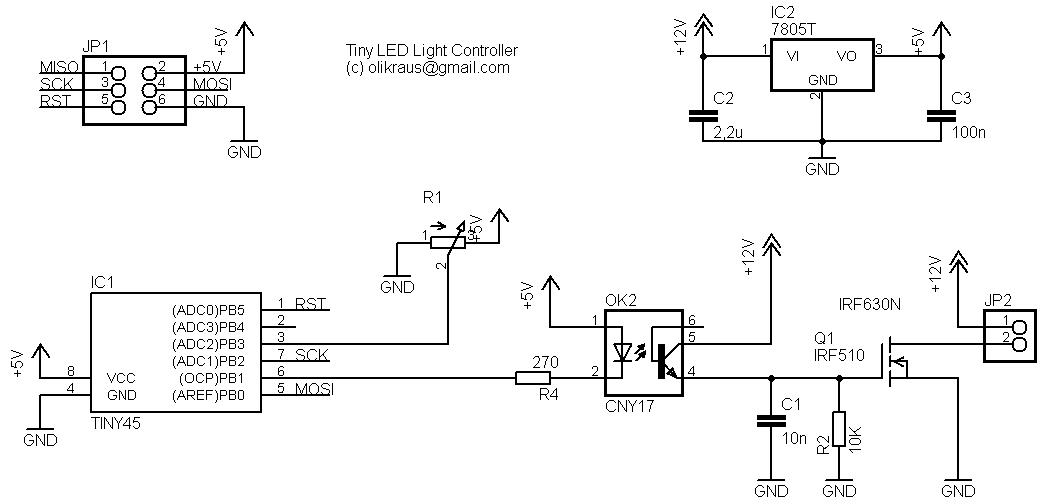 IC2
7805T
+12V
+5V
1
VI
VO
3
GND
2
C2
2,2u
C3
100n
GND
Tiny LED Light Controller
(c) olikraus@gmail.com
JP1
+5V
MISO
1
2
+5V
SCK
3
4
MOSI
RST
5
6
GND
GND
R1
1
3
+5V
2
GND
IC1
(ADC0)PB5
1
RST
(ADC3)PB4
2
(ADC2)PB3
3
(ADC1)PB2
7
SCK
(OCP)PB1
6
(AREF)PB0
5
MOSI
+5V
8
VCC
4
GND
GND
TINY45
270
R4
+5V
OK2
1
2
6
5
4
CNY17
+12V
C1
10n
GND
R2
10K
GND
Q1
IRF510
IRF630N
GND
+12V
JP2
1
2